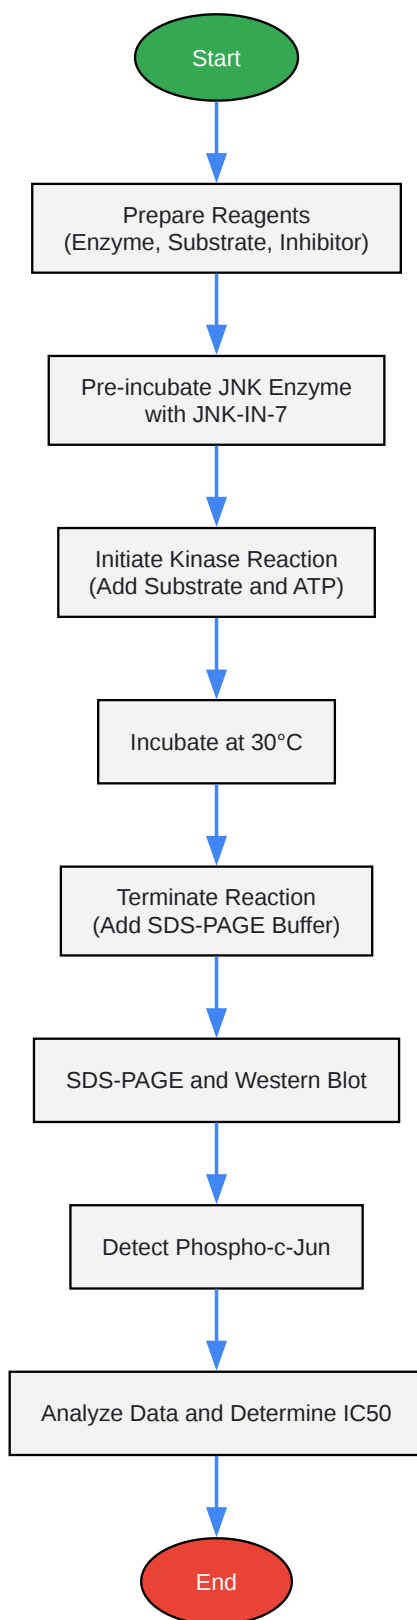 Start
Prepare Reagents
(Enzyme, Substrate, Inhibitor)
Pre-incubate JNK Enzyme
with JNK-IN-7
Initiate Kinase Reaction
(Add Substrate and ATP)
Incubate at 30°C
Terminate Reaction
(Add SDS-PAGE Buffer)
SDS-PAGE and Western Blot
Detect Phospho-c-Jun
Analyze Data and Determine IC50
End